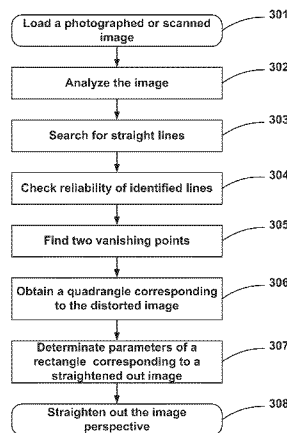 Load a photographed or scanned
image
301
Analyze the image
302
Search for straight lines
303
Check reliability of identified lines
304
Find two vanishing points
305
Obtain a quadrangle corresponding
to the distorted image
306
Determinate parameters of a
rectangle corresponding to a
straightened out image
307
Straighten out the image
perspective
308